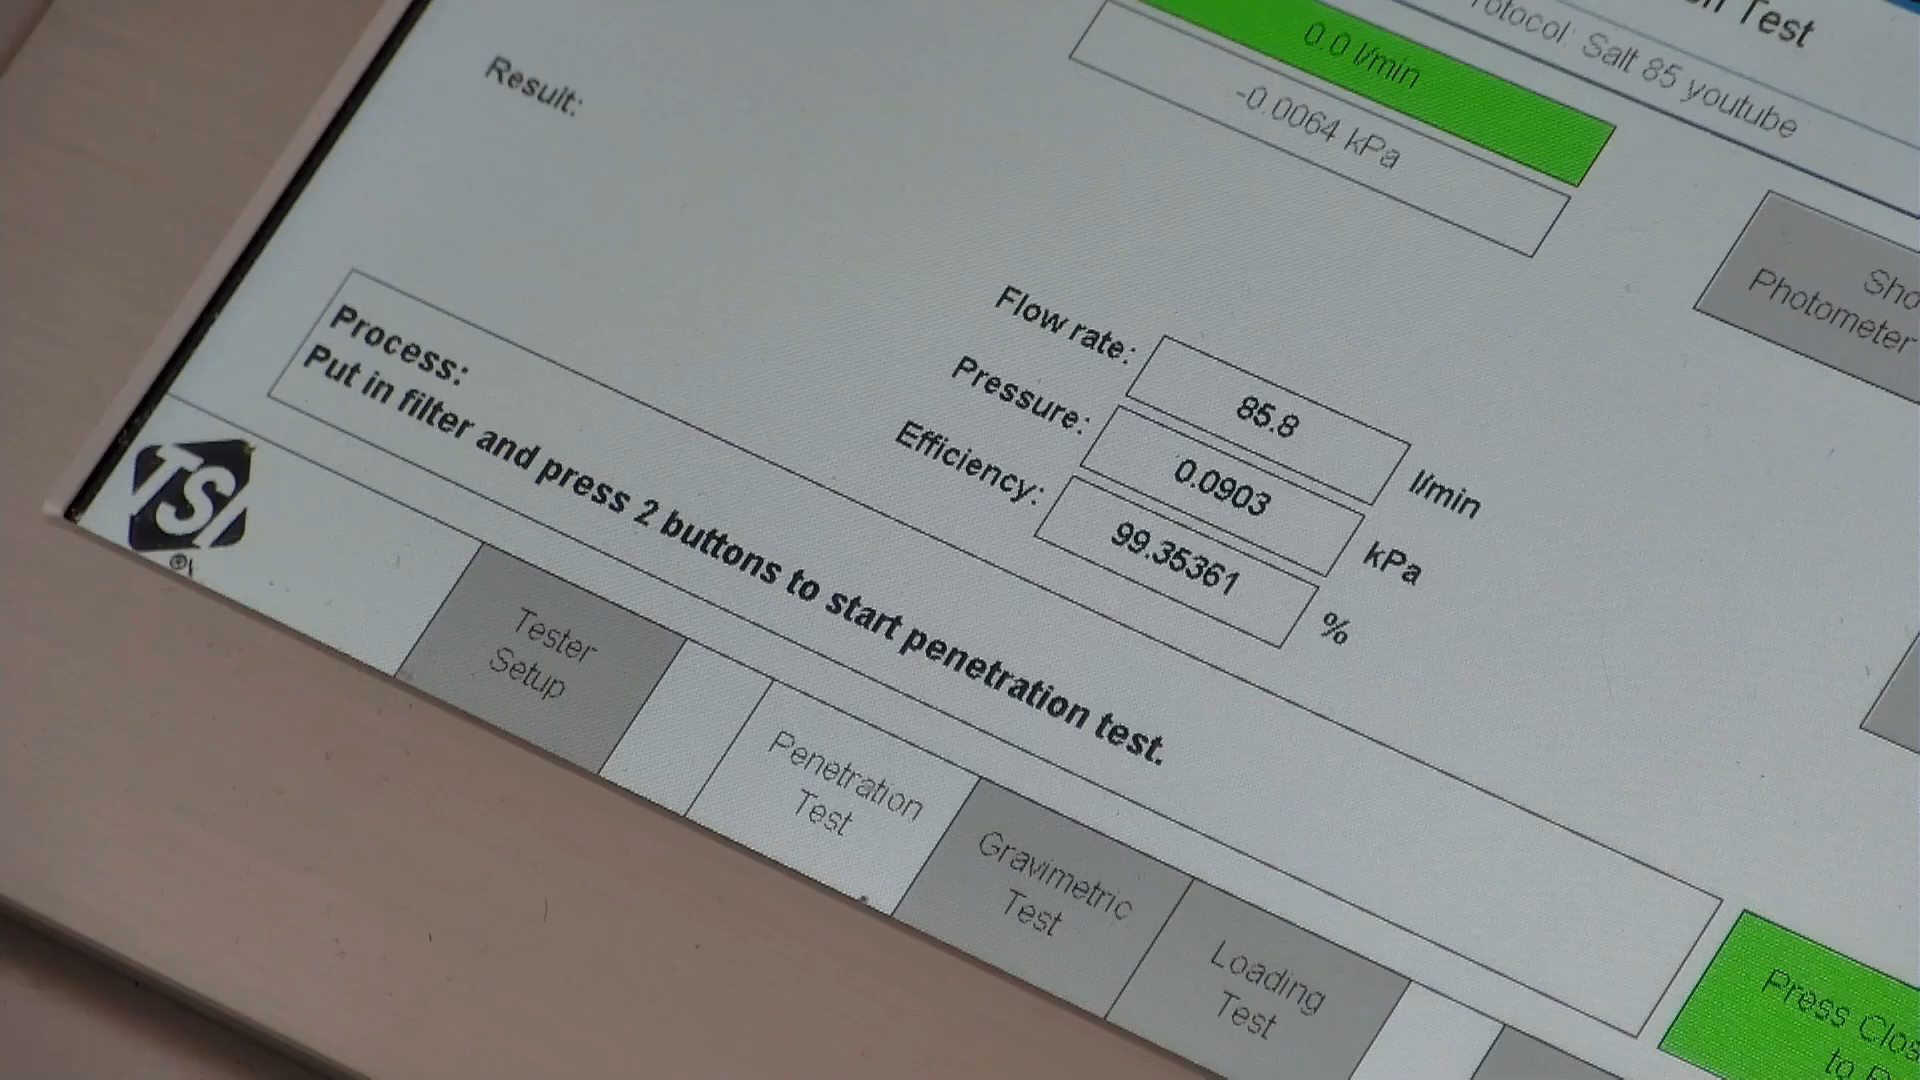 Test
Protocol: Salt 85 youtube
0.0 l/min
-0.0064 kPa
Result:
Photometer
Flow rate: 85.8 l/min
Pressure: 0.0903 kPa
Efficiency: 99.35361 %
Process:
Put in filter and press 2 buttons to start penetration test.
TSI
®
Tester
Setup
Penetration
Test
Gravimetric
Test
Loading
Test
Press
to